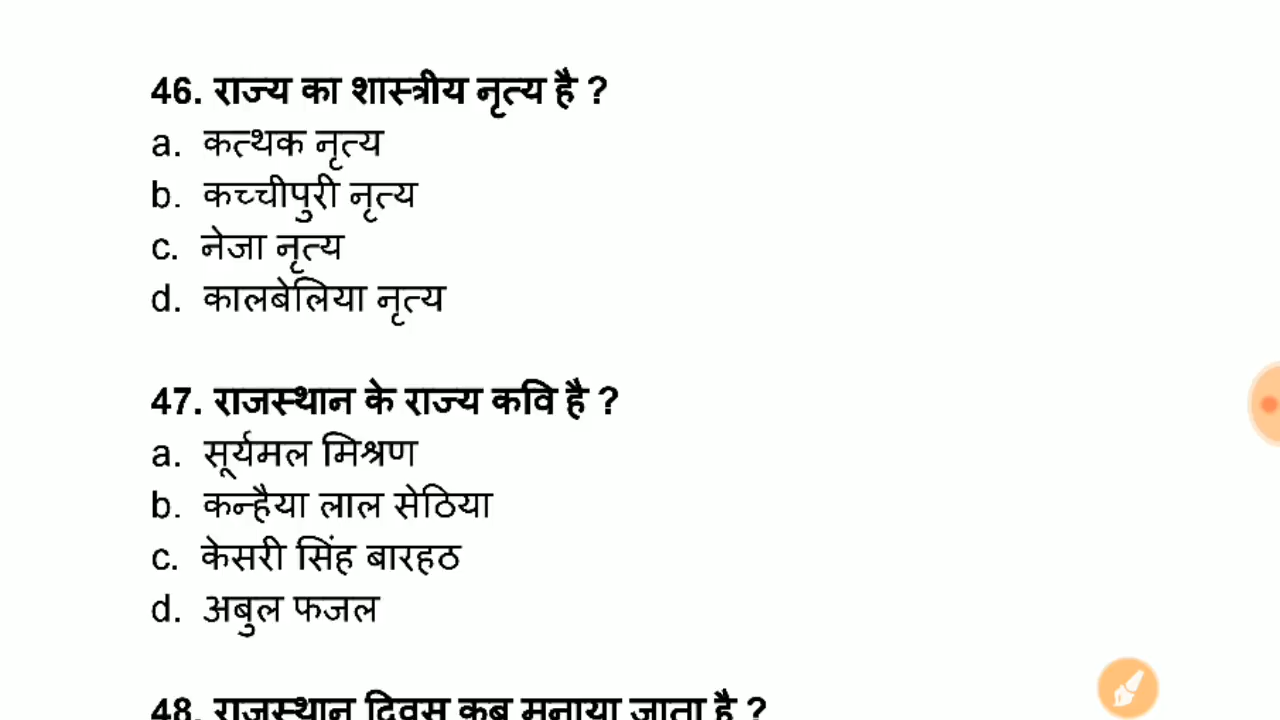 46. राज्य का शास्त्रीय नृत्य है ?
a. कत्थक नृत्य
b. कच्चीपुरी नृत्य
c. नेजा नृत्य
d. कालबेलिया नृत्य
47. राजस्थान के राज्य कवि है ?
a. सूर्यमल मिश्रण
b. कन्हैया लाल सेठिया
c. केसरी सिंह बारहठ
d. अबुल फजल
48. राजस्थान दिवस कब मनाया जाता है ?